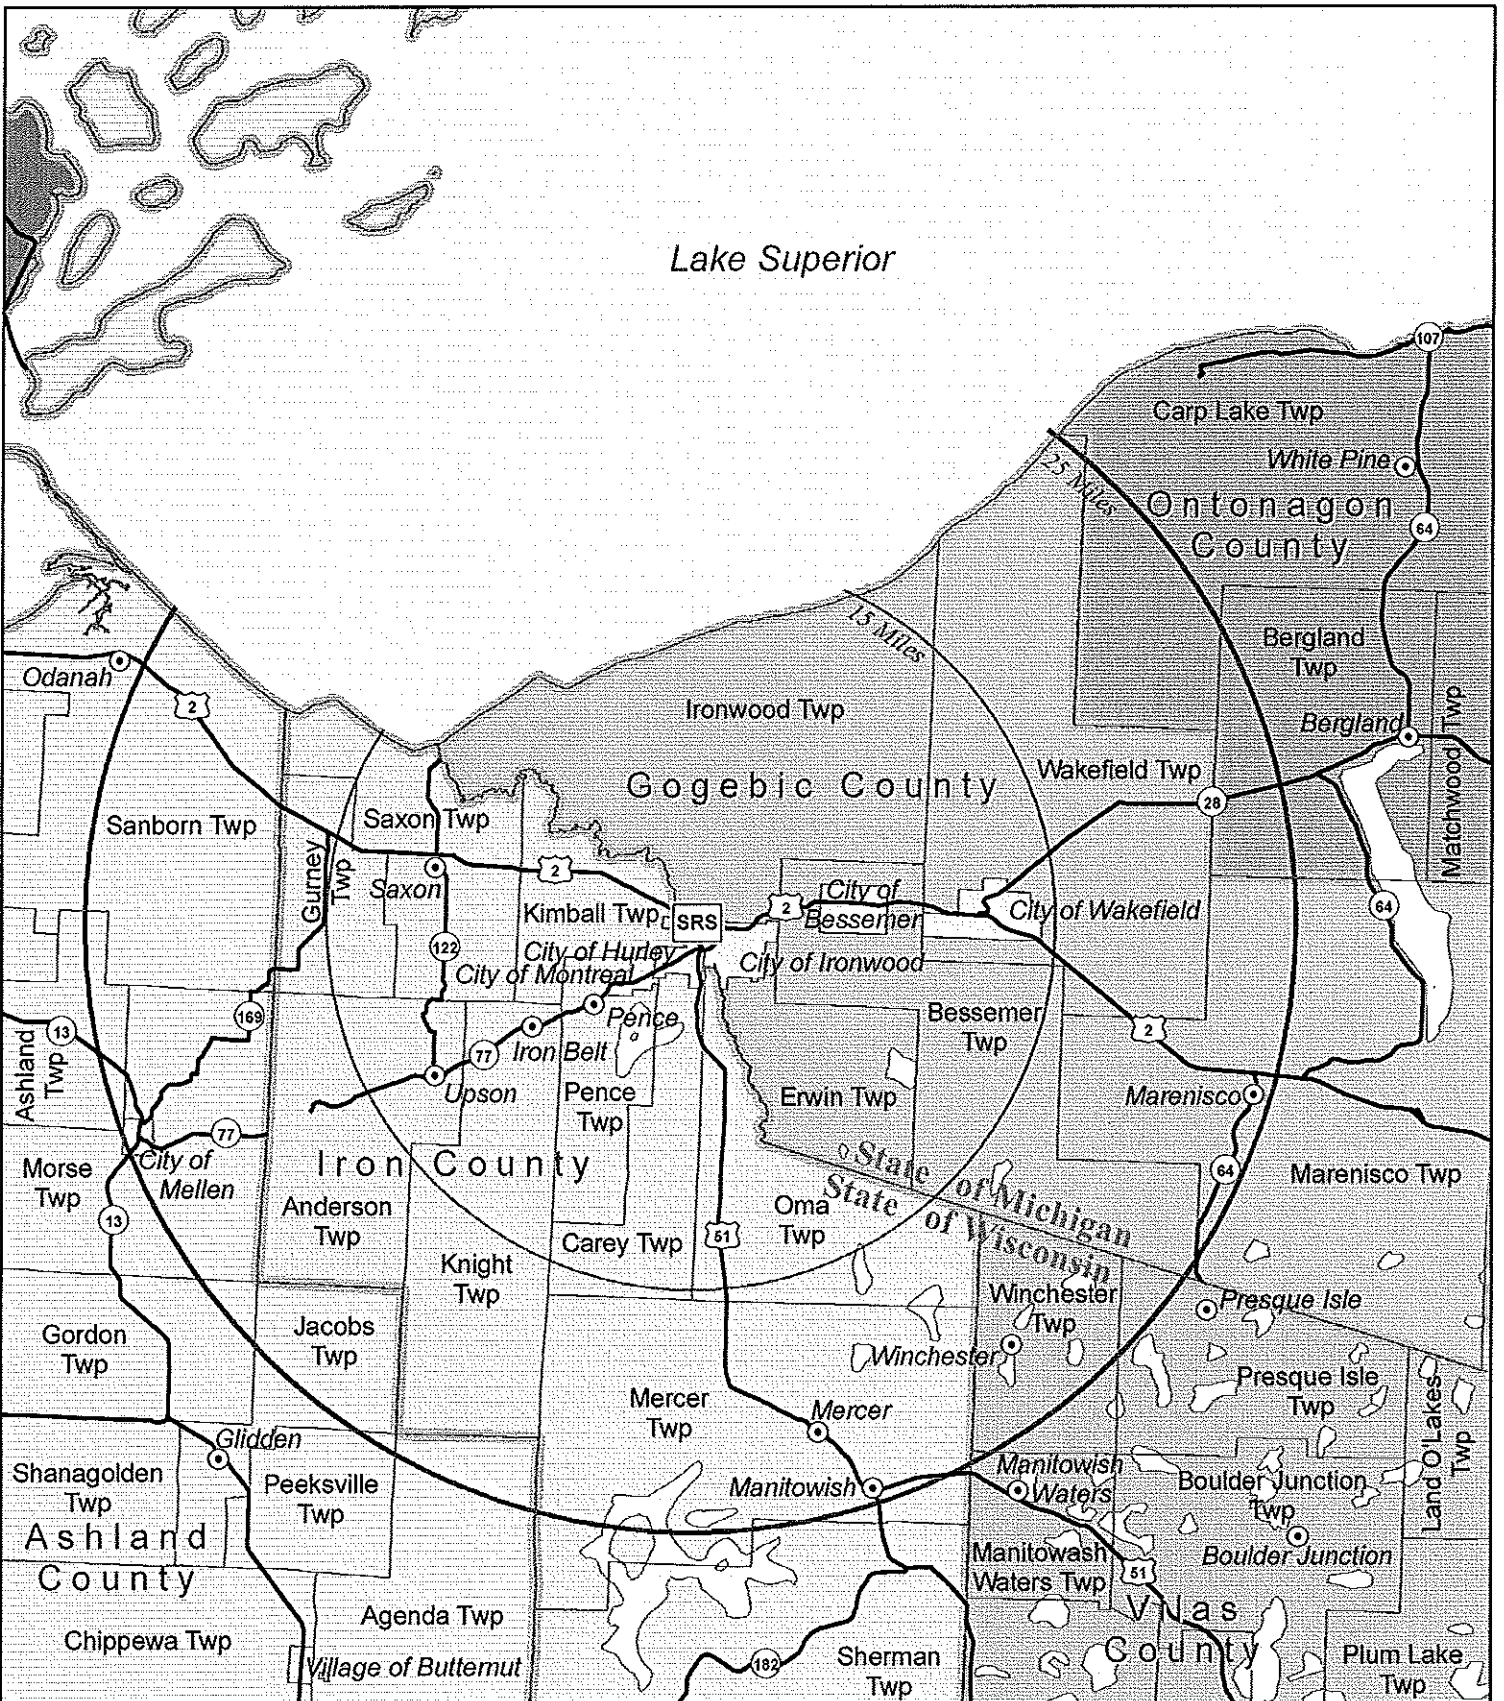 Lake Superior
107
Carp Lake Twp
White Pine
25 Miles
Ontonagon
County
64
15 Miles
Bergland
Twp
Odanah
2
Ironwood Twp
Bergland
Matchwood Twp
Gogebic County
Wakefield Twp
28
Sanborn Twp
Saxon Twp
Gurney
Twp
Saxon
2
Kimball Twp
SRS
2
City of
Bessemer
City of Wakefield
64
122
City of Hurley
City of Montreal
City of Ironwood
169
13
Ashland
Twp
Pence
Iron Belt
77
Upson
Bessemer
Twp
2
Pence
Twp
Erwin Twp
Marenisco
77
City of
Mellen
Morse
Twp
Iron County
State of Michigan
State of Wisconsin
64
Marenisco Twp
13
Anderson
Twp
Oma
Twp
51
Carey Twp
Knight
Twp
Winchester
Twp
Presque Isle
Gordon
Twp
Jacobs
Twp
Winchester
Presque Isle
Twp
Mercer
Twp
Mercer
Land O'Lakes
Twp
Glidden
Shanagolden
Twp
Peeksville
Twp
Manitowish
Manitowish
Waters
Boulder Junction
Twp
Ashland
County
Manitowash
Waters Twp
51
Boulder Junction
Agenda Twp
Chippewa Twp
Vilas
County
Village of Butternut
182
Sherman
Twp
Plum Lake
Twp